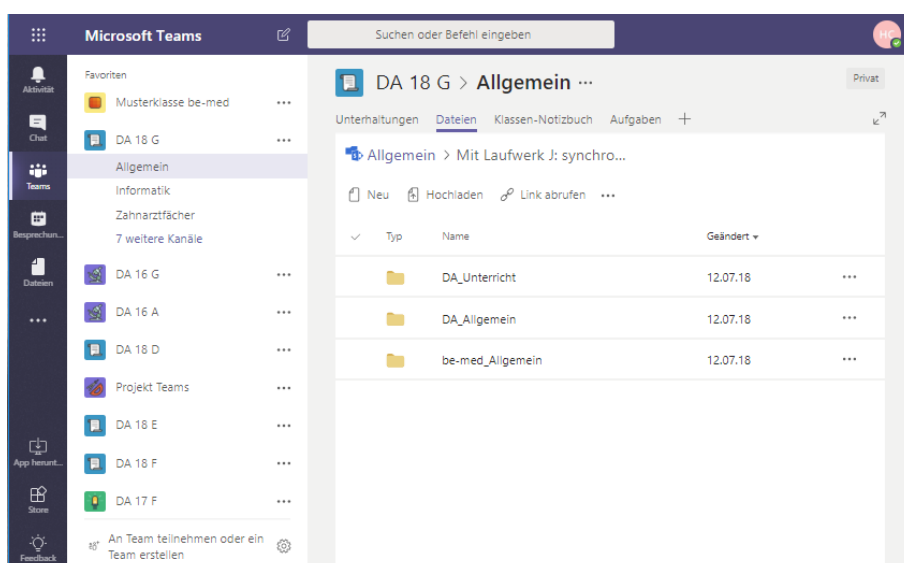 Microsoft Teams
Suchen oder Befehl eingeben
HC
Aktivität
Chat
Teams
Besprechun...
Dateien
App herunt...
Store
Feedback
Favoriten
Musterklasse be-med
DA 18 G
Allgemein
Informatik
Zahnarztfächer
7 weitere Kanäle
DA 16 G
DA 16 A
DA 18 D
Projekt Teams
DA 18 E
DA 18 F
DA 17 F
An Team teilnehmen oder ein
Team erstellen
DA 18 G > Allgemein ...
Privat
Unterhaltungen Dateien Klassen-Notizbuch Aufgaben +
Allgemein > Mit Laufwerk J: synchro...
Neu Hochladen Link abrufen ...
Typ Name Geändert
DA_Unterricht 12.07.18
DA_Allgemein 12.07.18
be-med_Allgemein 12.07.18